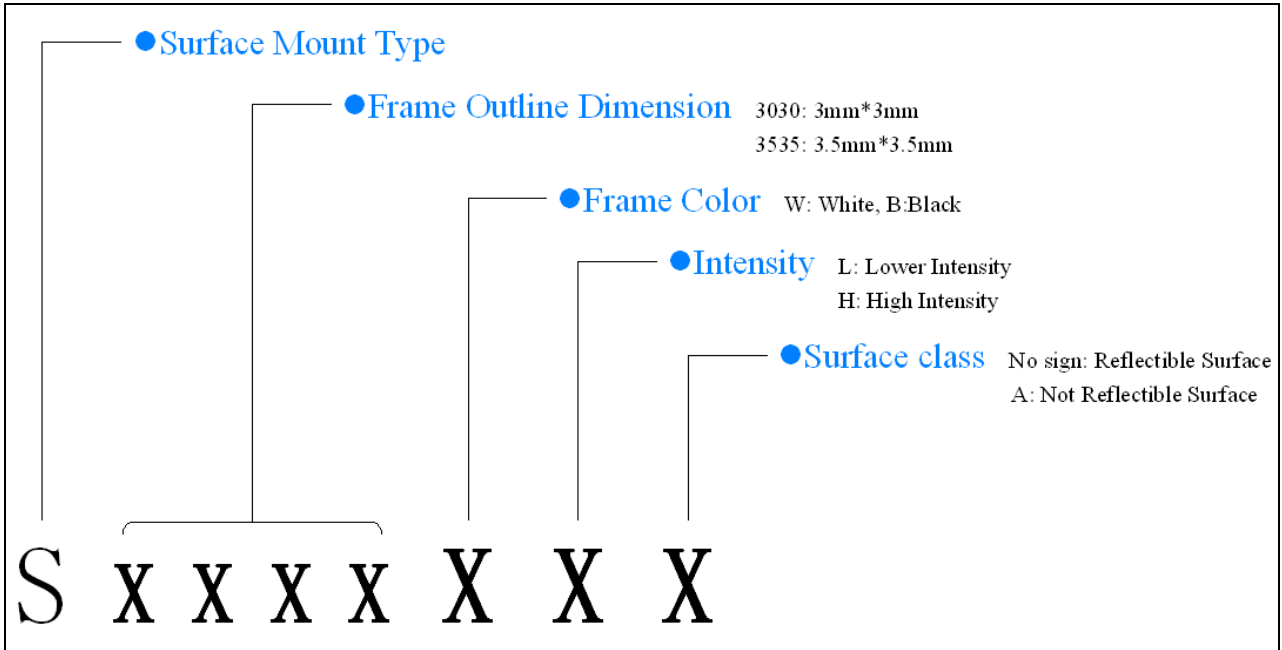 ●Surface Mount Type
●Frame Outline Dimension 3030: 3mm*3mm
3535: 3.5mm*3.5mm
●Frame Color W: White, B:Black
●Intensity L: Lower Intensity
H: High Intensity
●Surface class No sign: Reflectible Surface
A: Not Reflectible Surface
S x x x x X X X